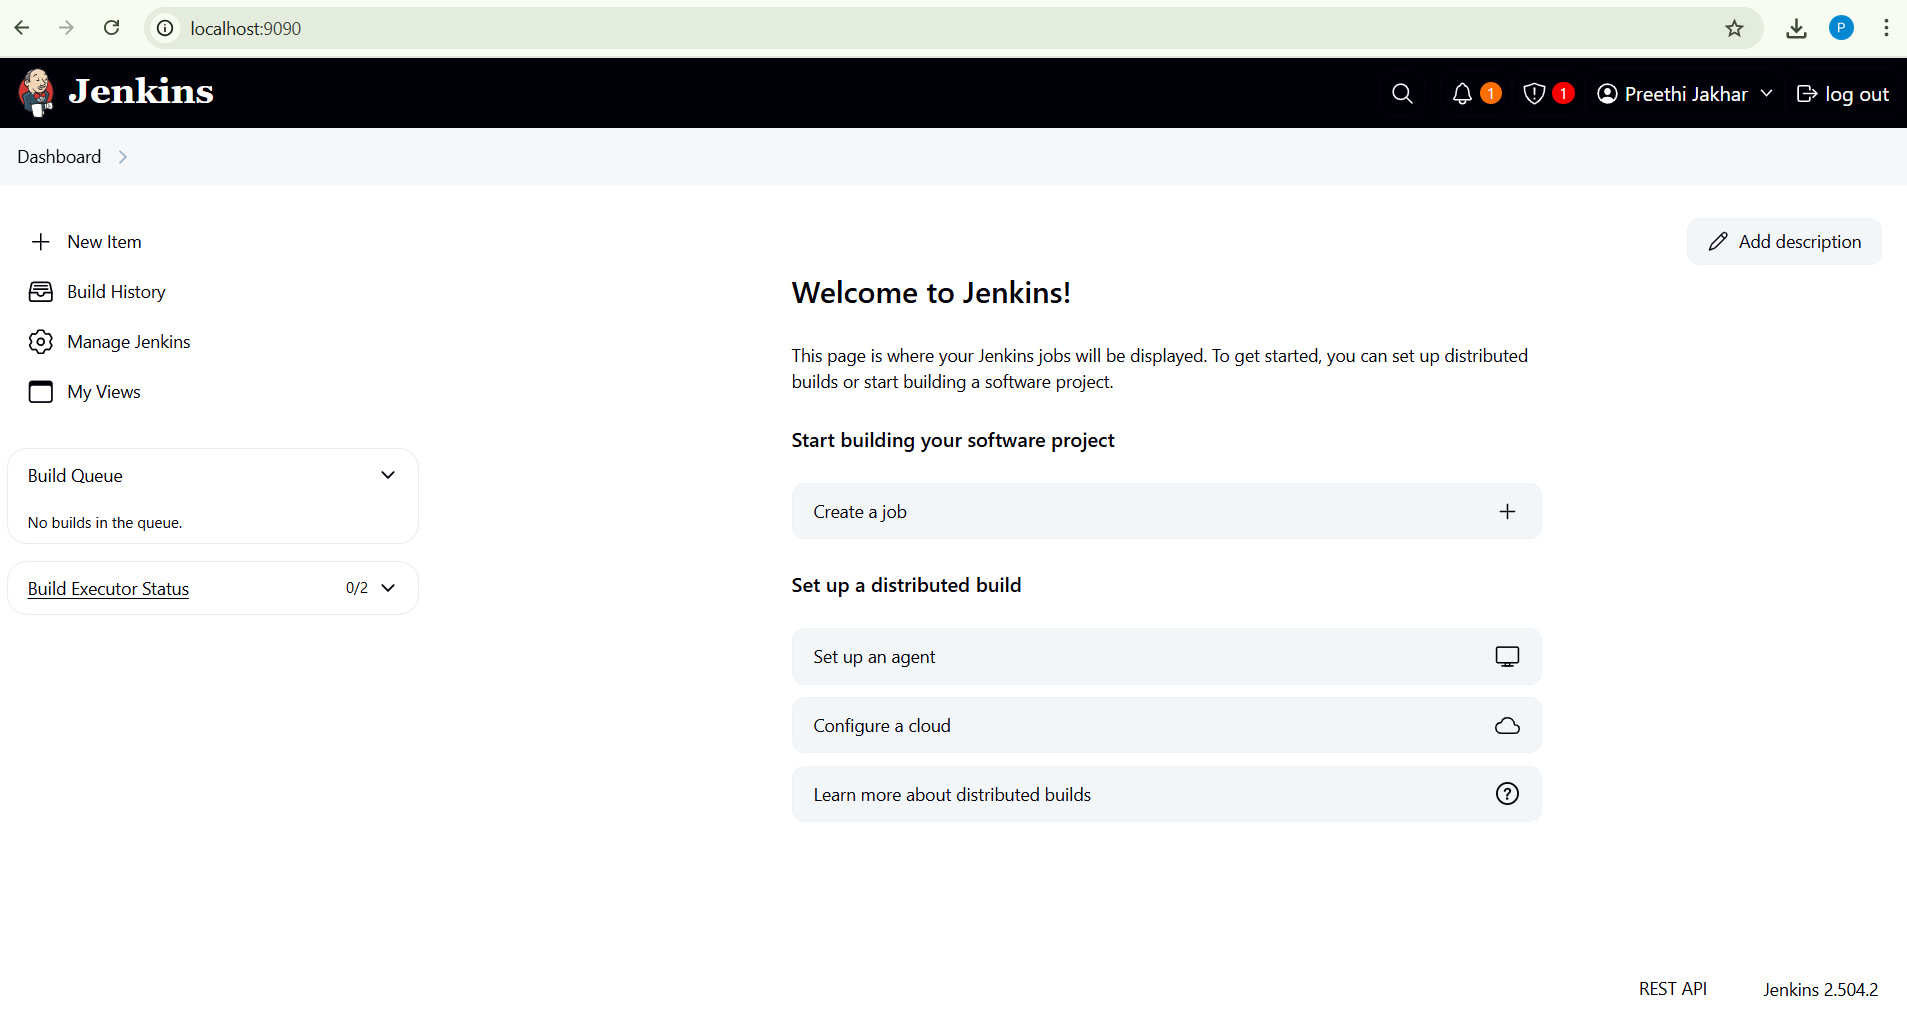 localhost:9090
P
Jenkins
1
1
Preethi Jakhar
log out
Dashboard
New Item
Build History
Manage Jenkins
My Views
Build Queue
No builds in the queue.
Build Executor Status
0/2
Add description
Welcome to Jenkins!
This page is where your Jenkins jobs will be displayed. To get started, you can set up distributed
builds or start building a software project.
Start building your software project
Create a job
Set up a distributed build
Set up an agent
Configure a cloud
Learn more about distributed builds
REST API
Jenkins 2.504.2